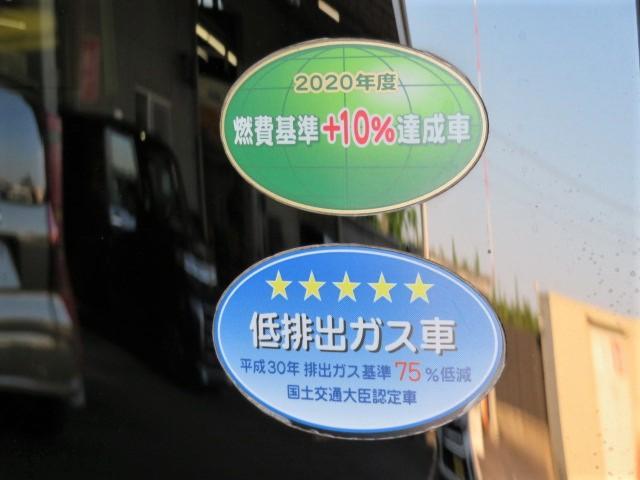 2020年度
燃費基準+10%達成車
★★★★★
低排出ガス車
平成30年 排出ガス基準 75 %低減
国土交通大臣認定車